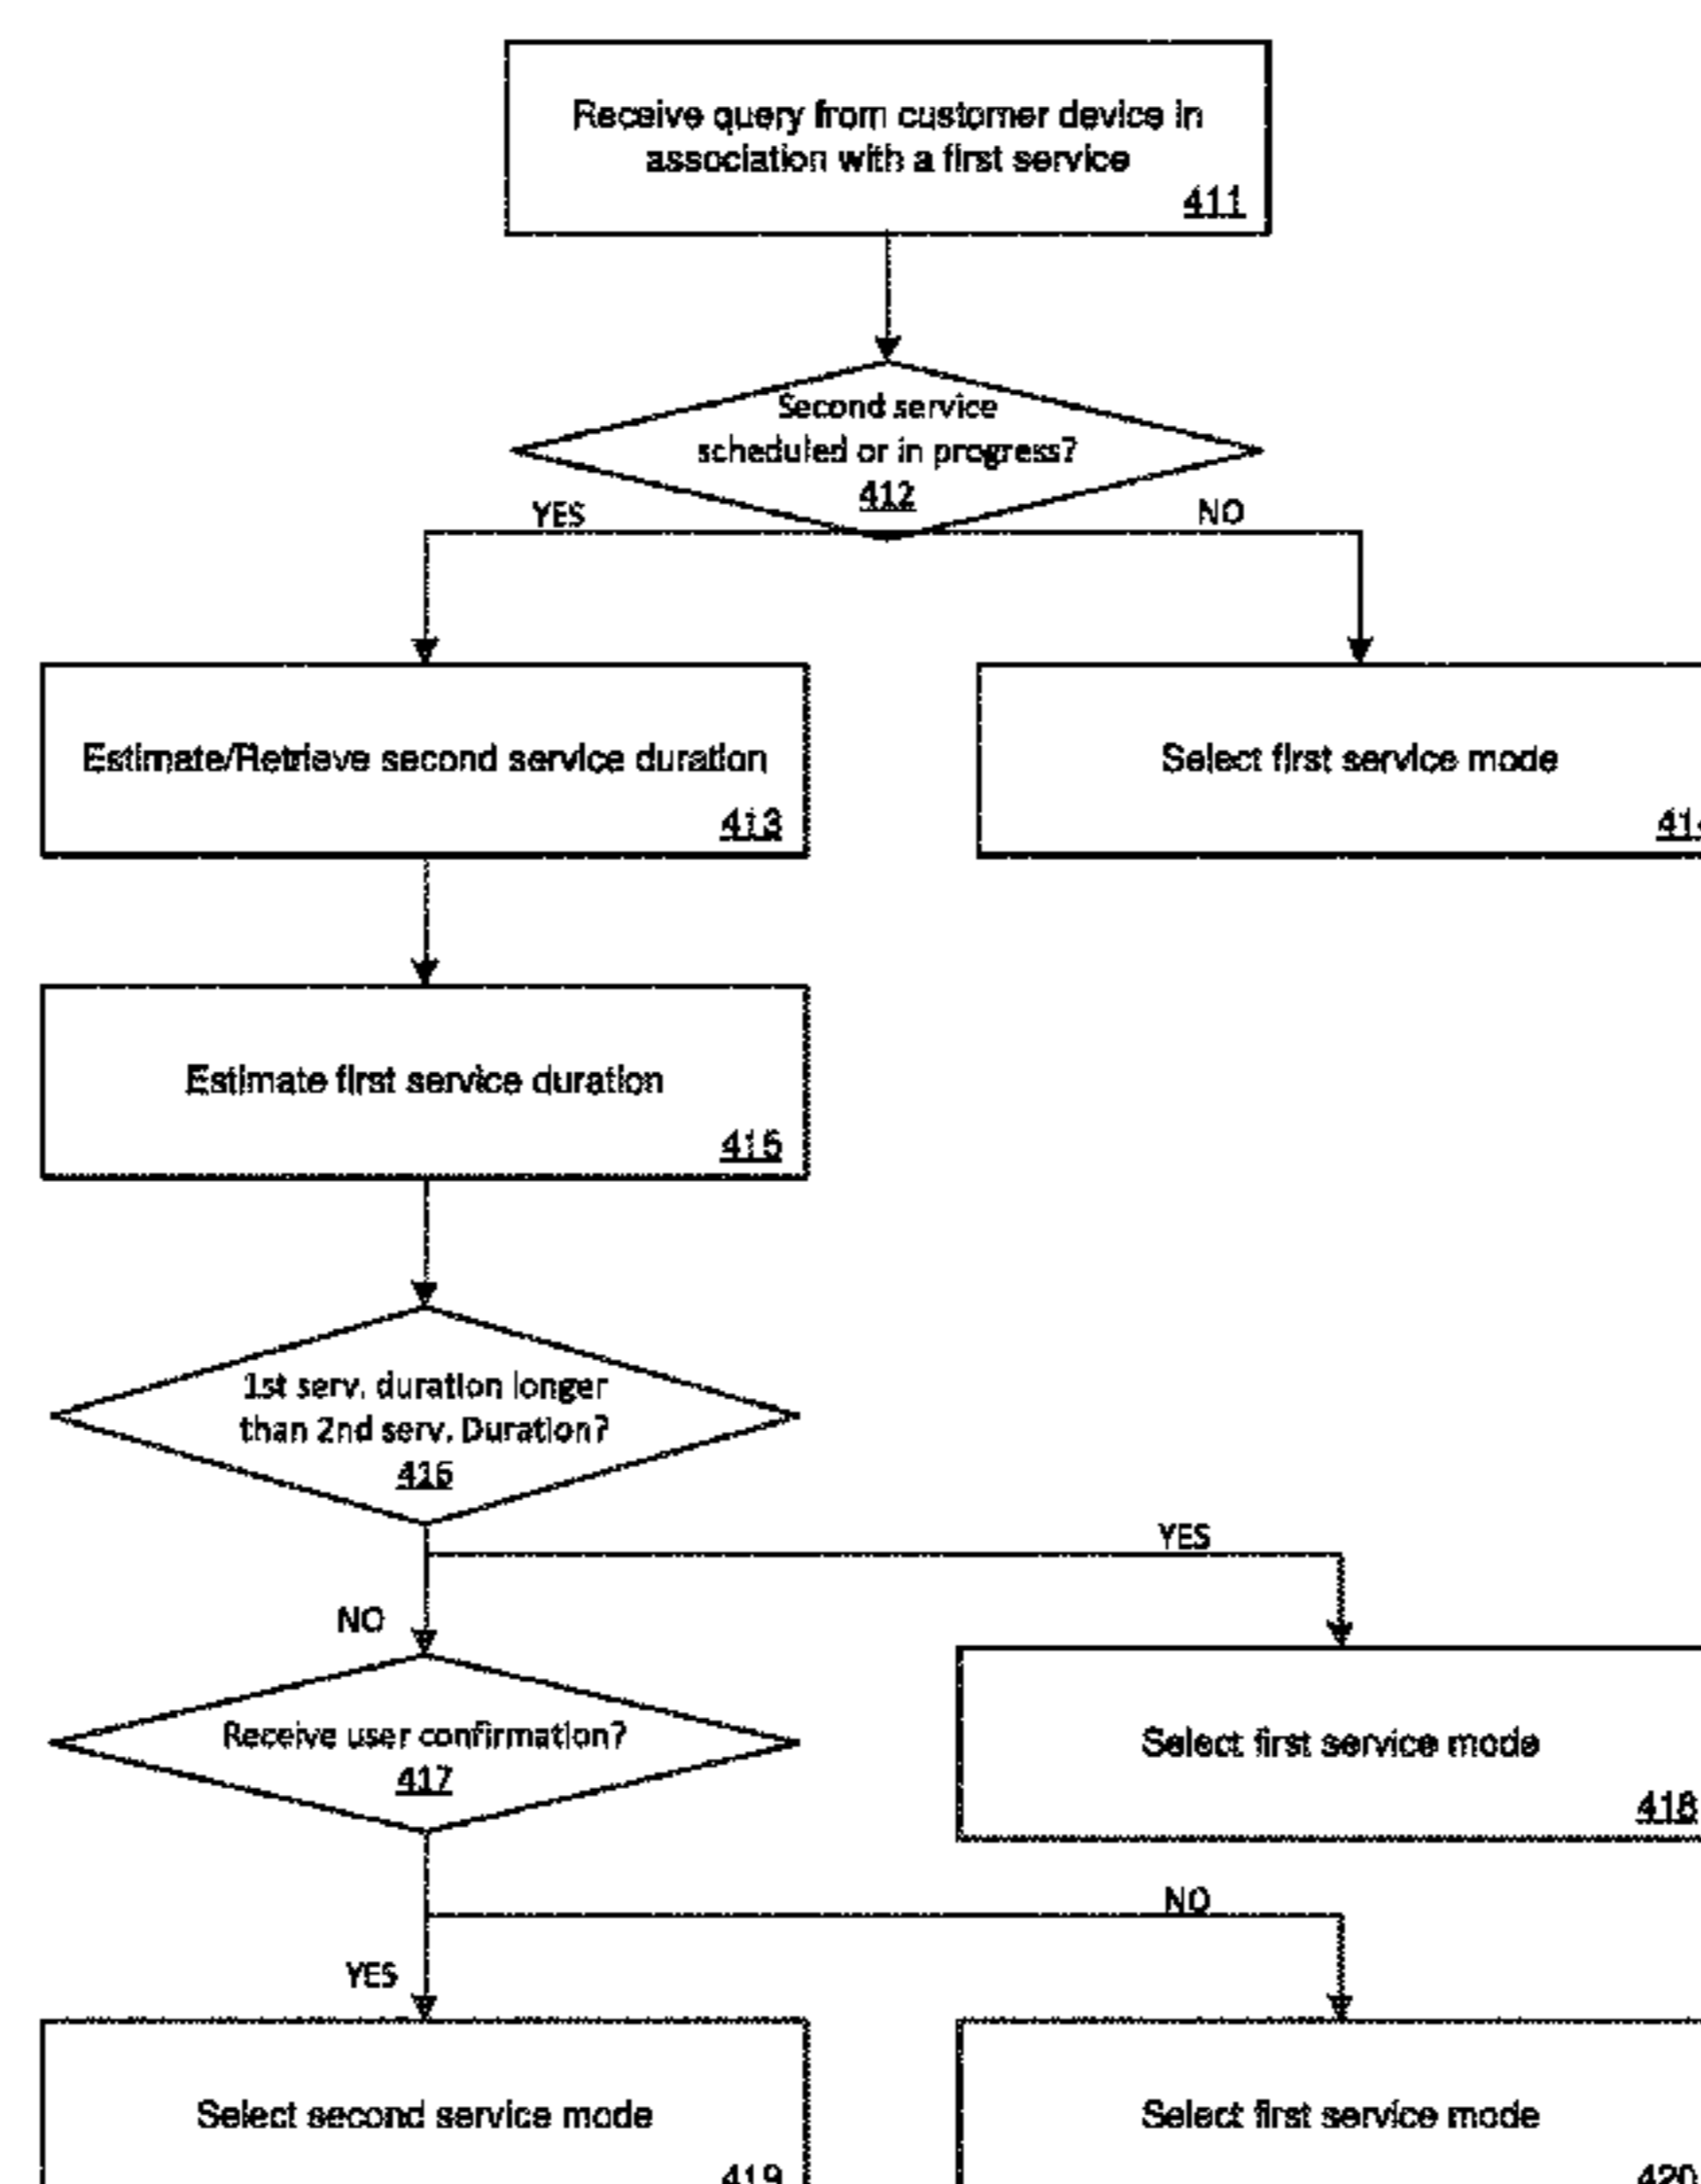 Receive query from customer device in
association with a first service
411
Second service
scheduled or in progress?
412
YES
NO
Estimate/Retrieve second service duration
413
Select first service mode
Estimate first service duration
415
1st serv. duration longer
than 2nd serv. Duration?
416
YES
NO
Receive user confirmation?
417
Select first service mode
418
NO
YES
Select second service mode
419
Select first service mode
420